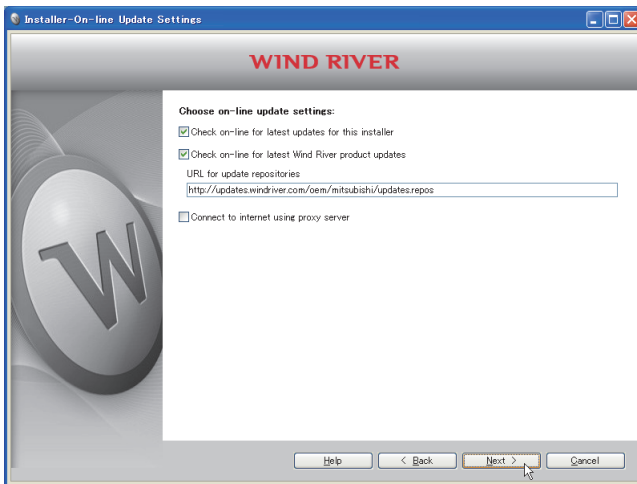 Installer-On-line Update Settings
WIND RIVER
Choose on-line update settings:
Check on-line for latest updates for this installer
Check on-line for latest Wind River product updates
URL for update repositories
http://updates.windriver.com/oem/mitsubishi/updates.repos
Connect to internet using proxy server
W
Help
< Back
Next >
Cancel